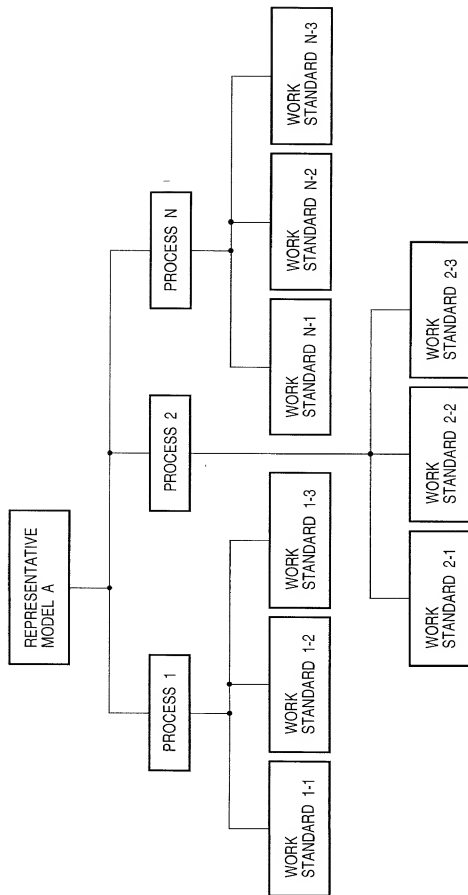 REPRESENTATIVE
MODEL A
PROCESS 1
PROCESS 2
PROCESS N
WORK
STANDARD 1-1
WORK
STANDARD 1-2
WORK
STANDARD 1-3
WORK
STANDARD N-1
WORK
STANDARD N-2
WORK
STANDARD N-3
WORK
STANDARD 2-1
WORK
STANDARD 2-2
WORK
STANDARD 2-3